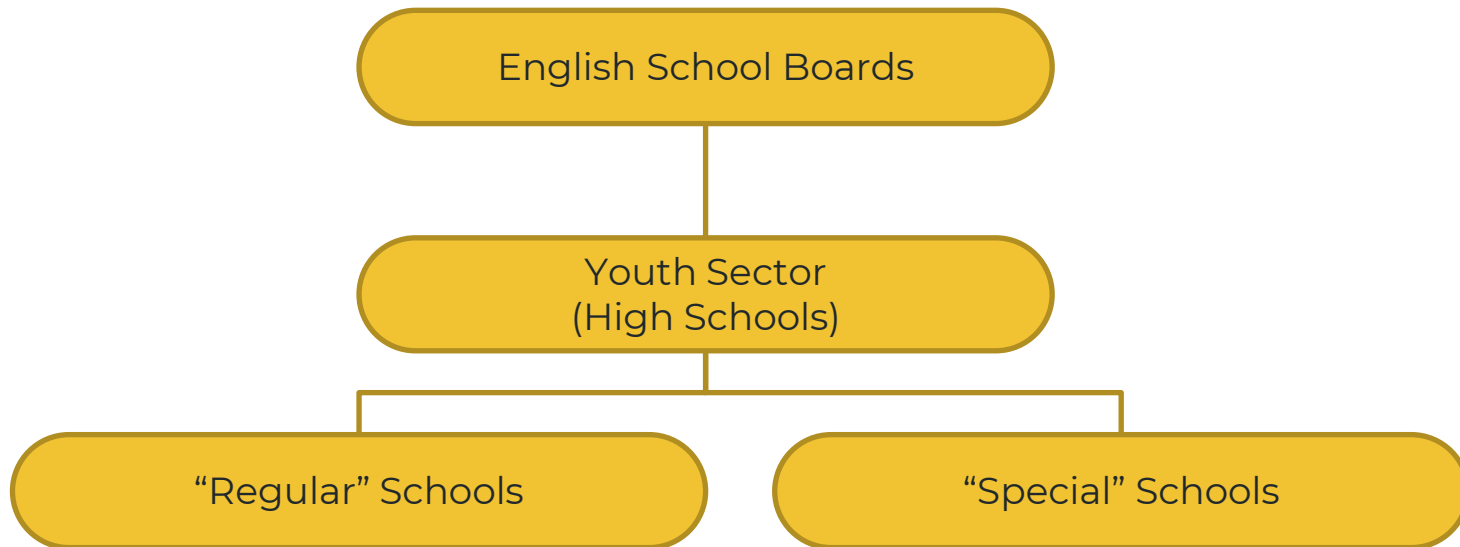 English School Boards
Youth Sector
(High Schools)
“Regular” Schools
“Special” Schools